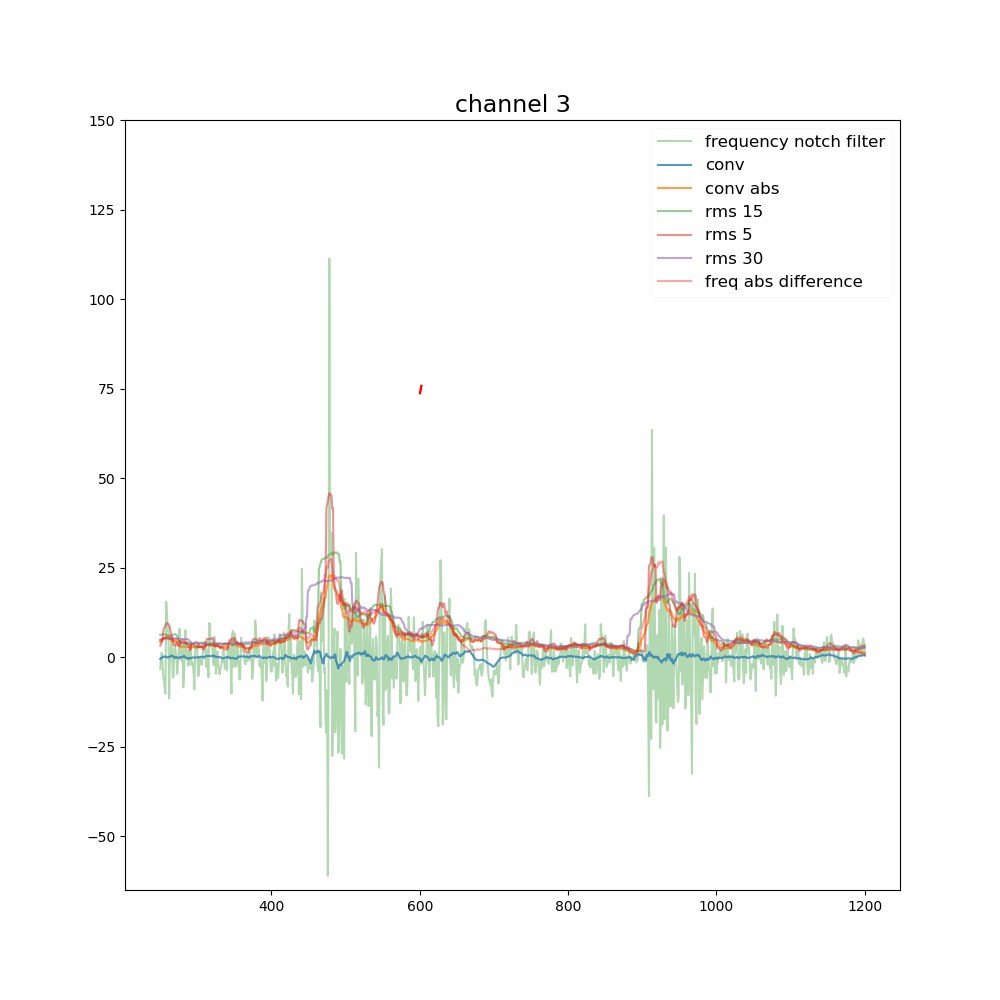 channel 3
150
125
100
75
50
25
0
−25
−50
400 600 800 1000 1200
frequency notch filter
conv
conv abs
rms 15
rms 5
rms 30
freq abs difference